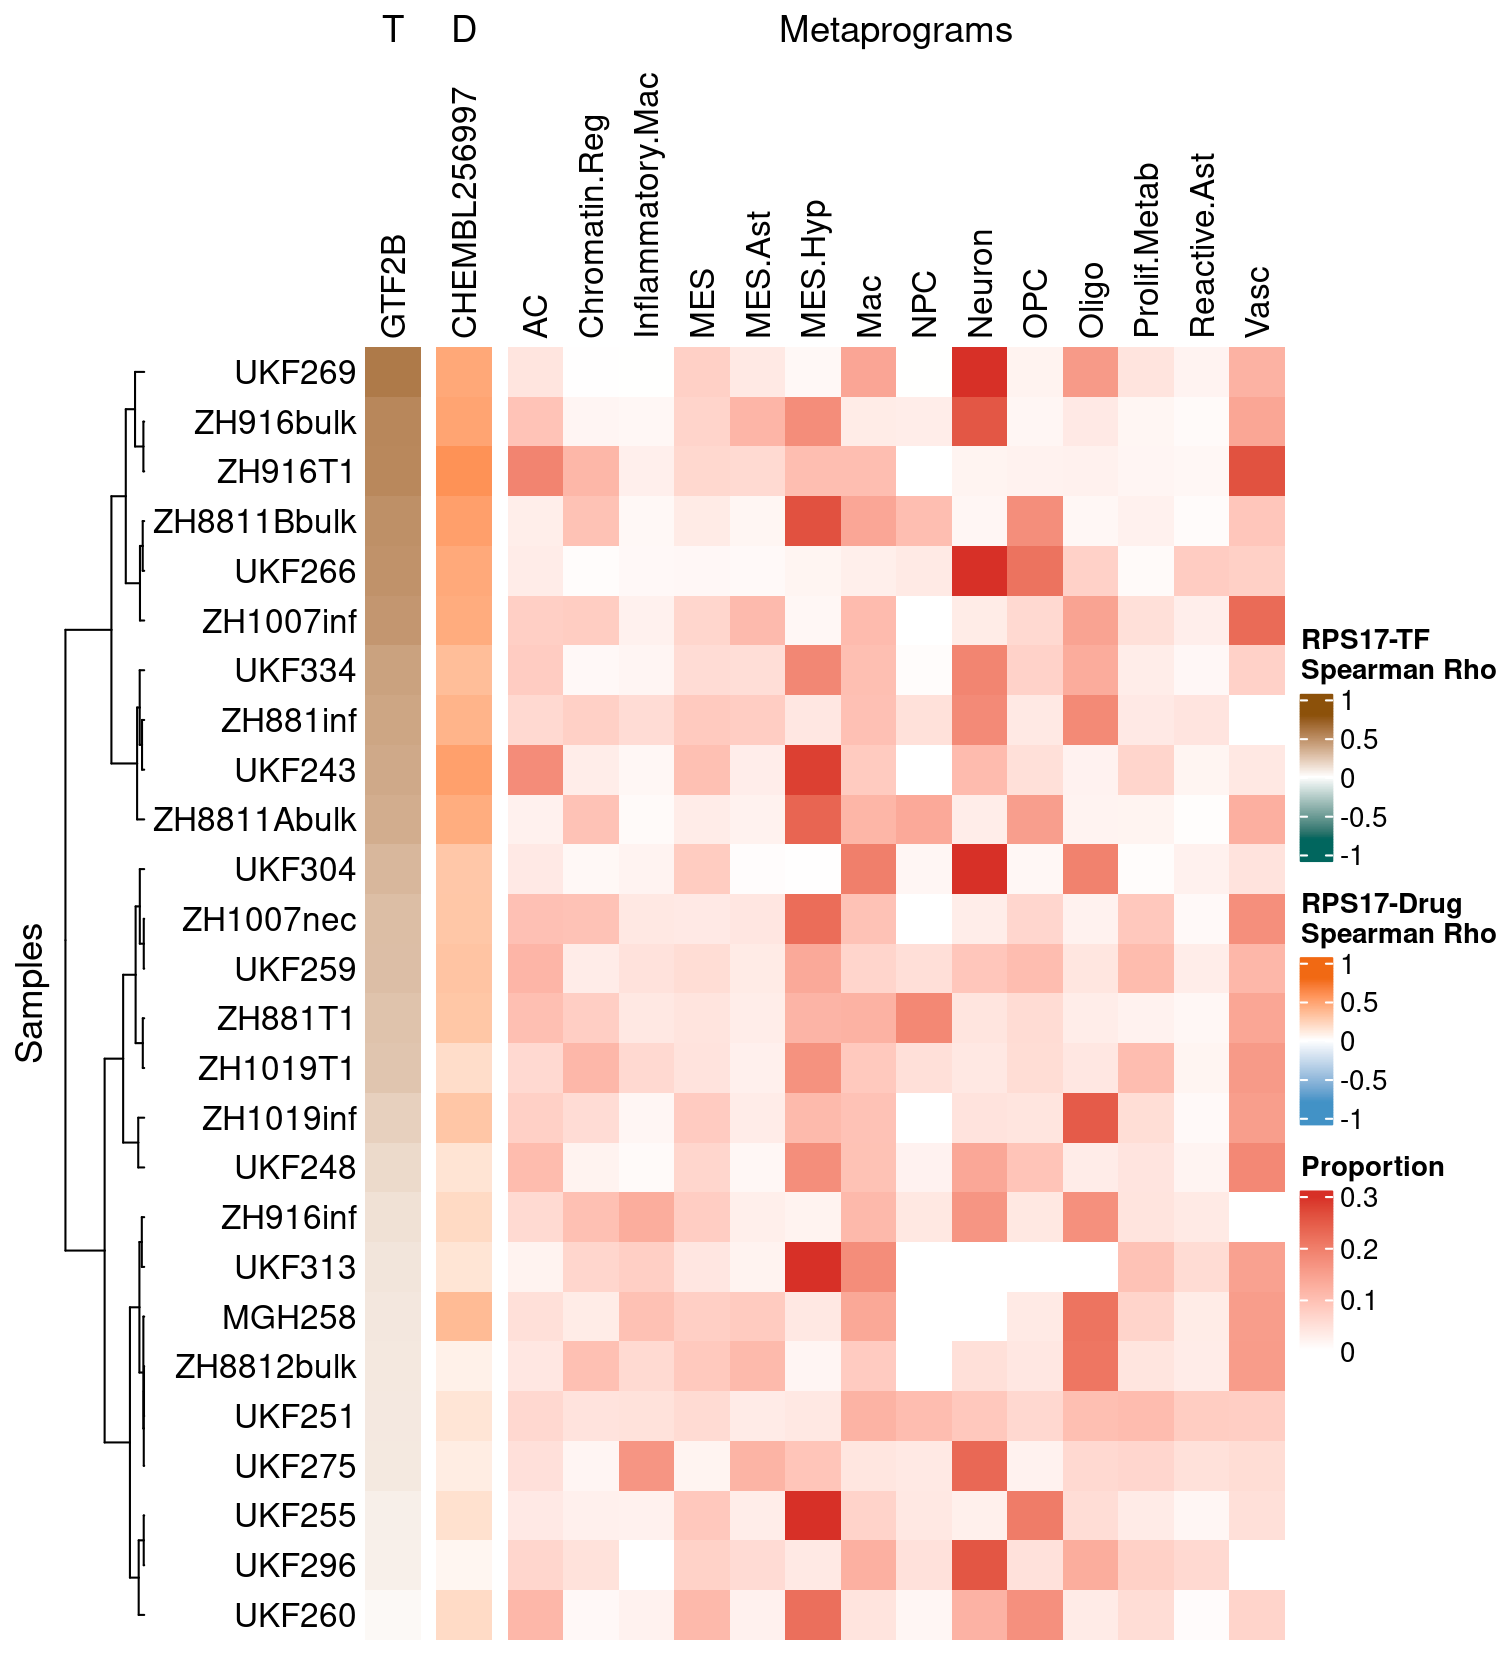 T D Metaprograms
GTF2B
CHEMBL256997
AC
Chromatin.Reg
Inflammatory.Mac
MES
MES.Ast
MES.Hyp
Mac
NPC
Neuron
OPC
Oligo
Prolif.Metab
Reactive.Ast
Vasc
Samples
UKF269
ZH916bulk
ZH916T1
ZH8811Bbulk
UKF266
ZH1007inf
UKF334
ZH881inf
UKF243
ZH8811Abulk
UKF304
ZH1007nec
UKF259
ZH881T1
ZH1019T1
ZH1019inf
UKF248
ZH916inf
UKF313
MGH258
ZH8812bulk
UKF251
UKF275
UKF255
UKF296
UKF260
RPS17-TF
Spearman Rho
1
0.5
0
-0.5
-1
RPS17-Drug
Spearman Rho
1
0.5
0
-0.5
-1
Proportion
0.3
0.2
0.1
0